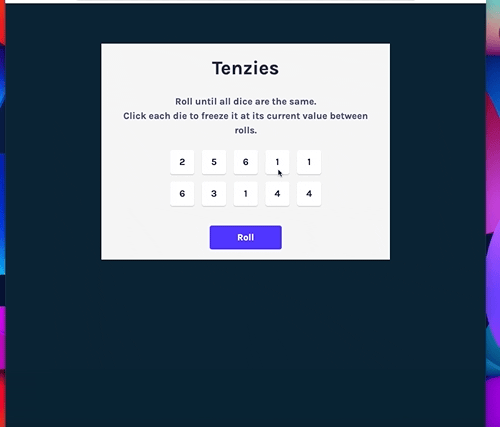 Tenzies
Roll until all dice are the same.
Click each die to freeze it at its current value between
rolls.
2 5 6 1 1
6 3 1 4 4
Roll